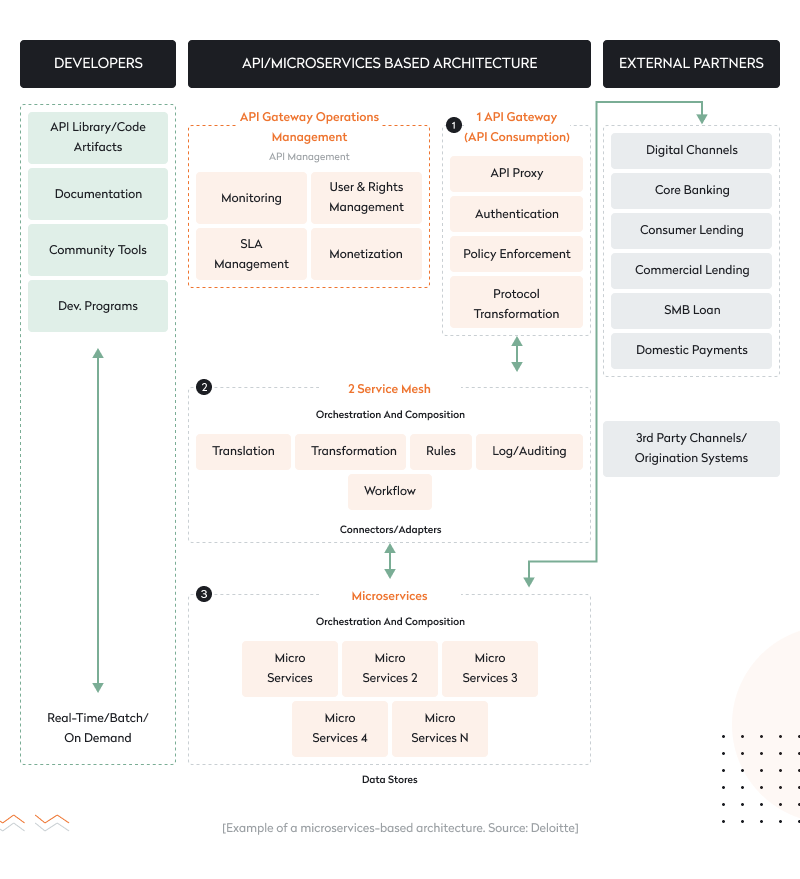 DEVELOPERS
API/MICROSERVICES BASED ARCHITECTURE
EXTERNAL PARTNERS
API Library/Code
Artifacts
Documentation
Community Tools
Dev. Programs
Real-Time/Batch/
On Demand
API Gateway Operations
Management
API Management
Monitoring
User & Rights
Management
SLA
Management
Monetization
1
1 API Gateway
(API Consumption)
API Proxy
Authentication
Policy Enforcement
Protocol
Transformation
2
2 Service Mesh
Orchestration And Composition
Translation
Transformation
Rules
Log/Auditing
Workflow
Connectors/Adapters
3
Microservices
Orchestration And Composition
Micro
Services
Micro
Services 2
Micro
Services 3
Micro
Services 4
Micro
Services N
Data Stores
Digital Channels
Core Banking
Consumer Lending
Commercial Lending
SMB Loan
Domestic Payments
3rd Party Channels/
Origination Systems
[Example of a microservices-based architecture. Source: Deloitte]